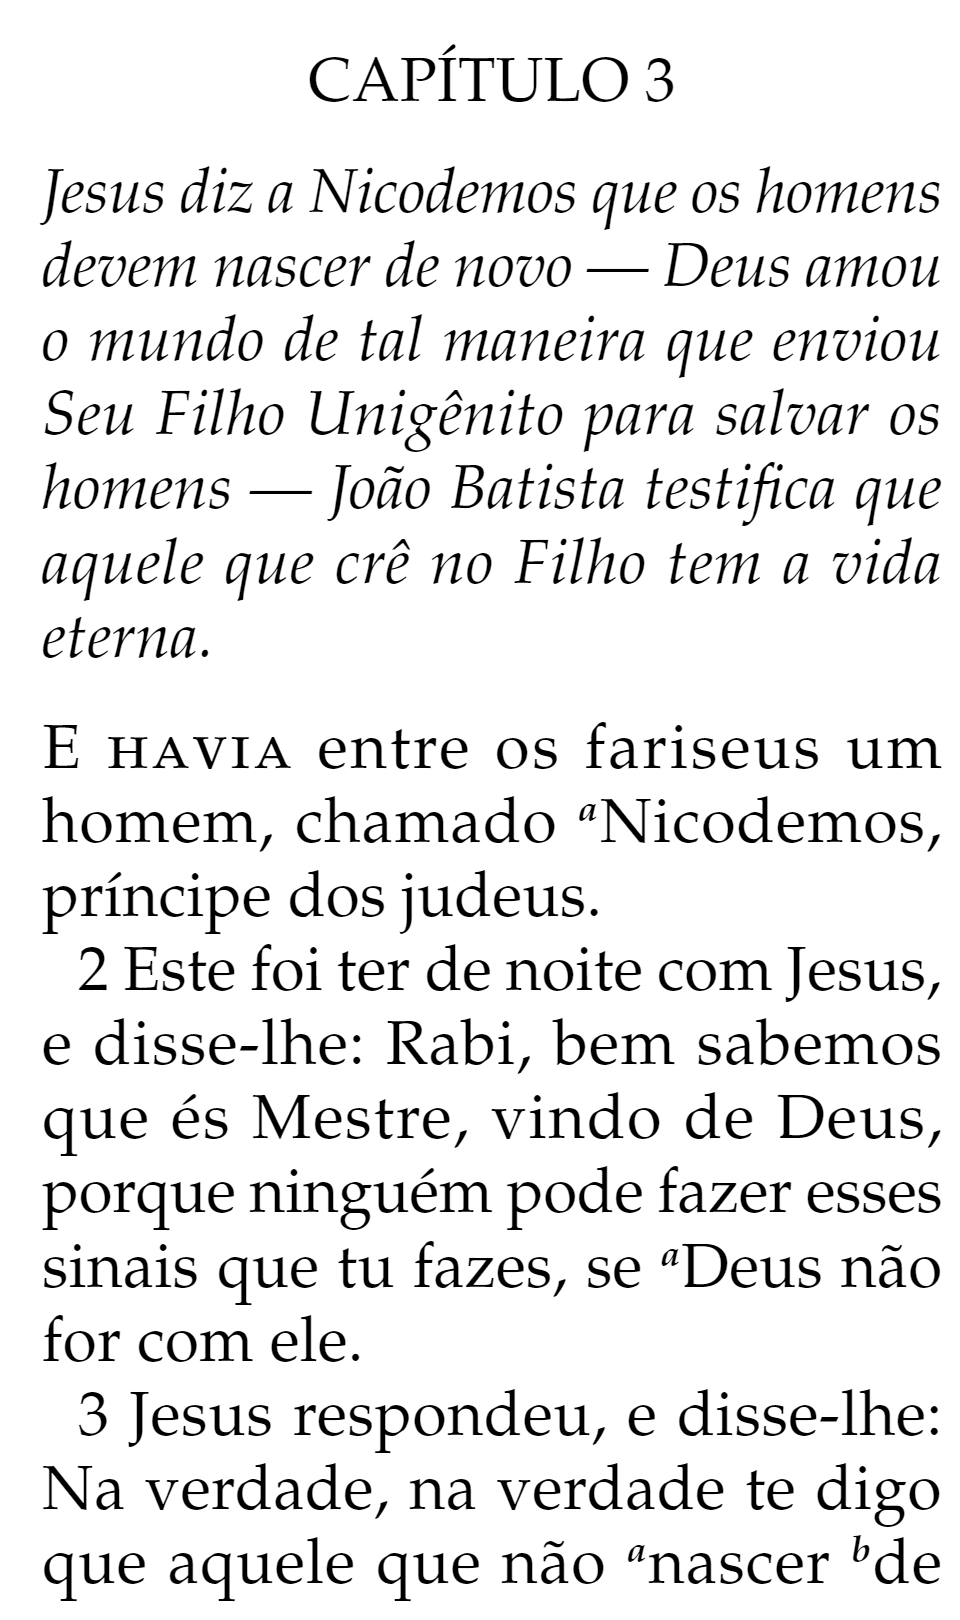 CAPÍTULO 3
Jesus diz a Nicodemos que os homens
devem nascer de novo — Deus amou
o mundo de tal maneira que enviou
Seu Filho Unigênito para salvar os
homens — João Batista testifica que
aquele que crê no Filho tem a vida
eterna.
E HAVIA entre os fariseus um
homem, chamado aNicodemos,
príncipe dos judeus.
2 Este foi ter de noite com Jesus,
e disse-lhe: Rabi, bem sabemos
que és Mestre, vindo de Deus,
porque ninguém pode fazer esses
sinais que tu fazes, se aDeus não
for com ele.
3 Jesus respondeu, e disse-lhe:
Na verdade, na verdade te digo
que aquele que não anascer bde